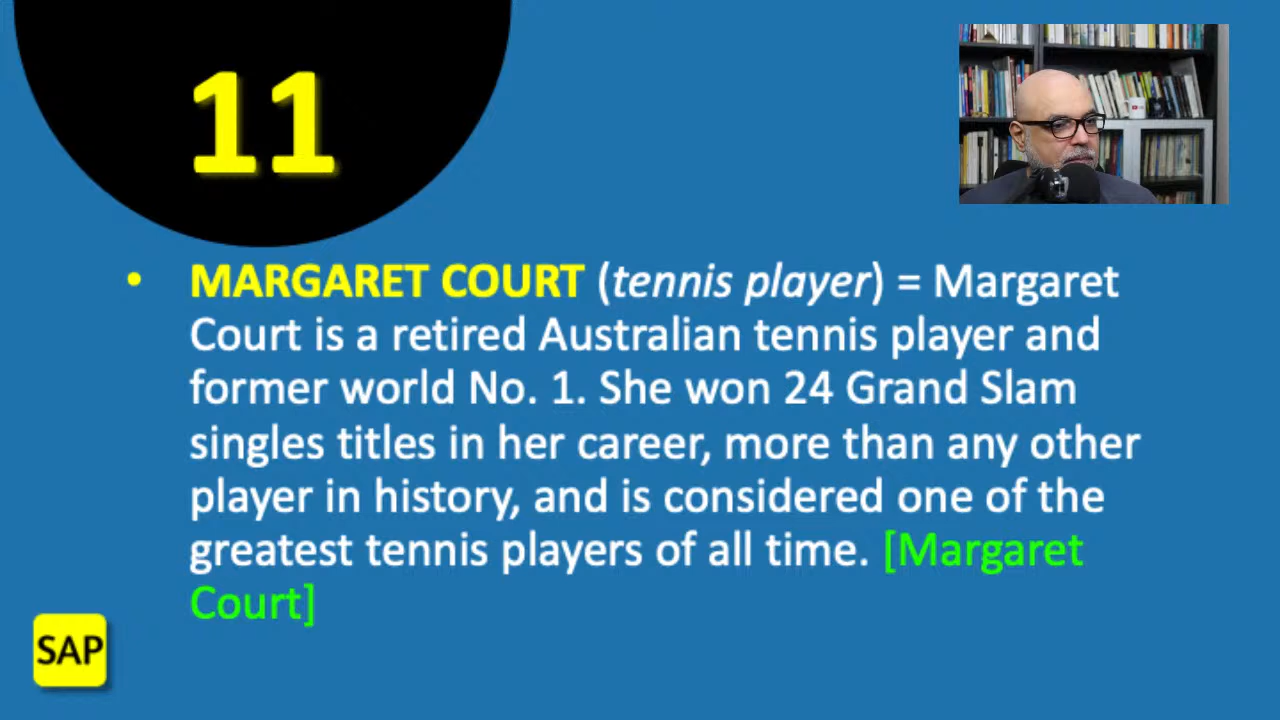 11
• MARGARET COURT (tennis player) = Margaret
Court is a retired Australian tennis player and
former world No. 1. She won 24 Grand Slam
singles titles in her career, more than any other
player in history, and is considered one of the
greatest tennis players of all time. [Margaret
Court]
SAP